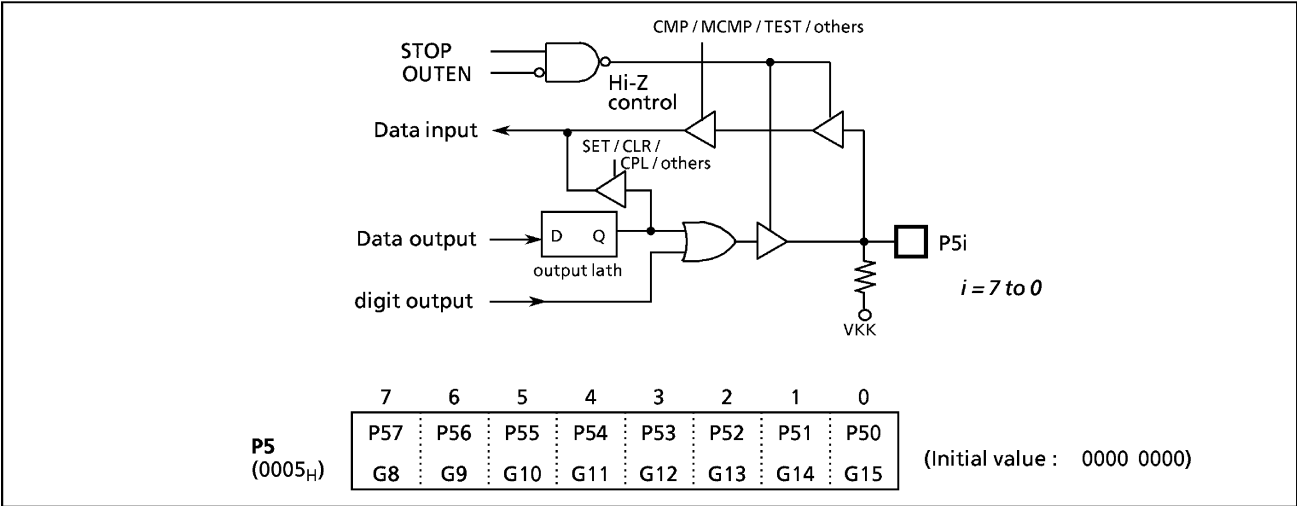 CMP / MCMP / TEST / others
STOP
OUTEN
Hi-Z
control
Data input
SET / CLR /
CPL / others
Data output
D Q
output lath
P5i
digit output
i = 7 to 0
VKK
7 6 5 4 3 2 1 0
P5
(0005H)
P57 P56 P55 P54 P53 P52 P51 P50
G8 G9 G10 G11 G12 G13 G14 G15
(Initial value : 0000 0000)